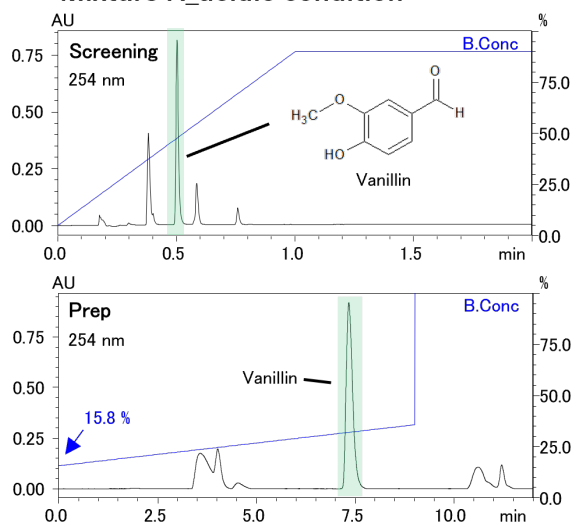 AU
%
Screening
254 nm
B.Conc
0.75
0.50
0.25
0.00
75.0
50.0
25.0
0.0
O
O
H₃C
H
HO
Vanillin
0.0
0.5
1.0
1.5
min
AU
%
Prep
254 nm
B.Conc
0.75
0.50
0.25
0.00
75.0
50.0
25.0
0.0
Vanillin
15.8 %
0.0
2.5
5.0
7.5
10.0
min